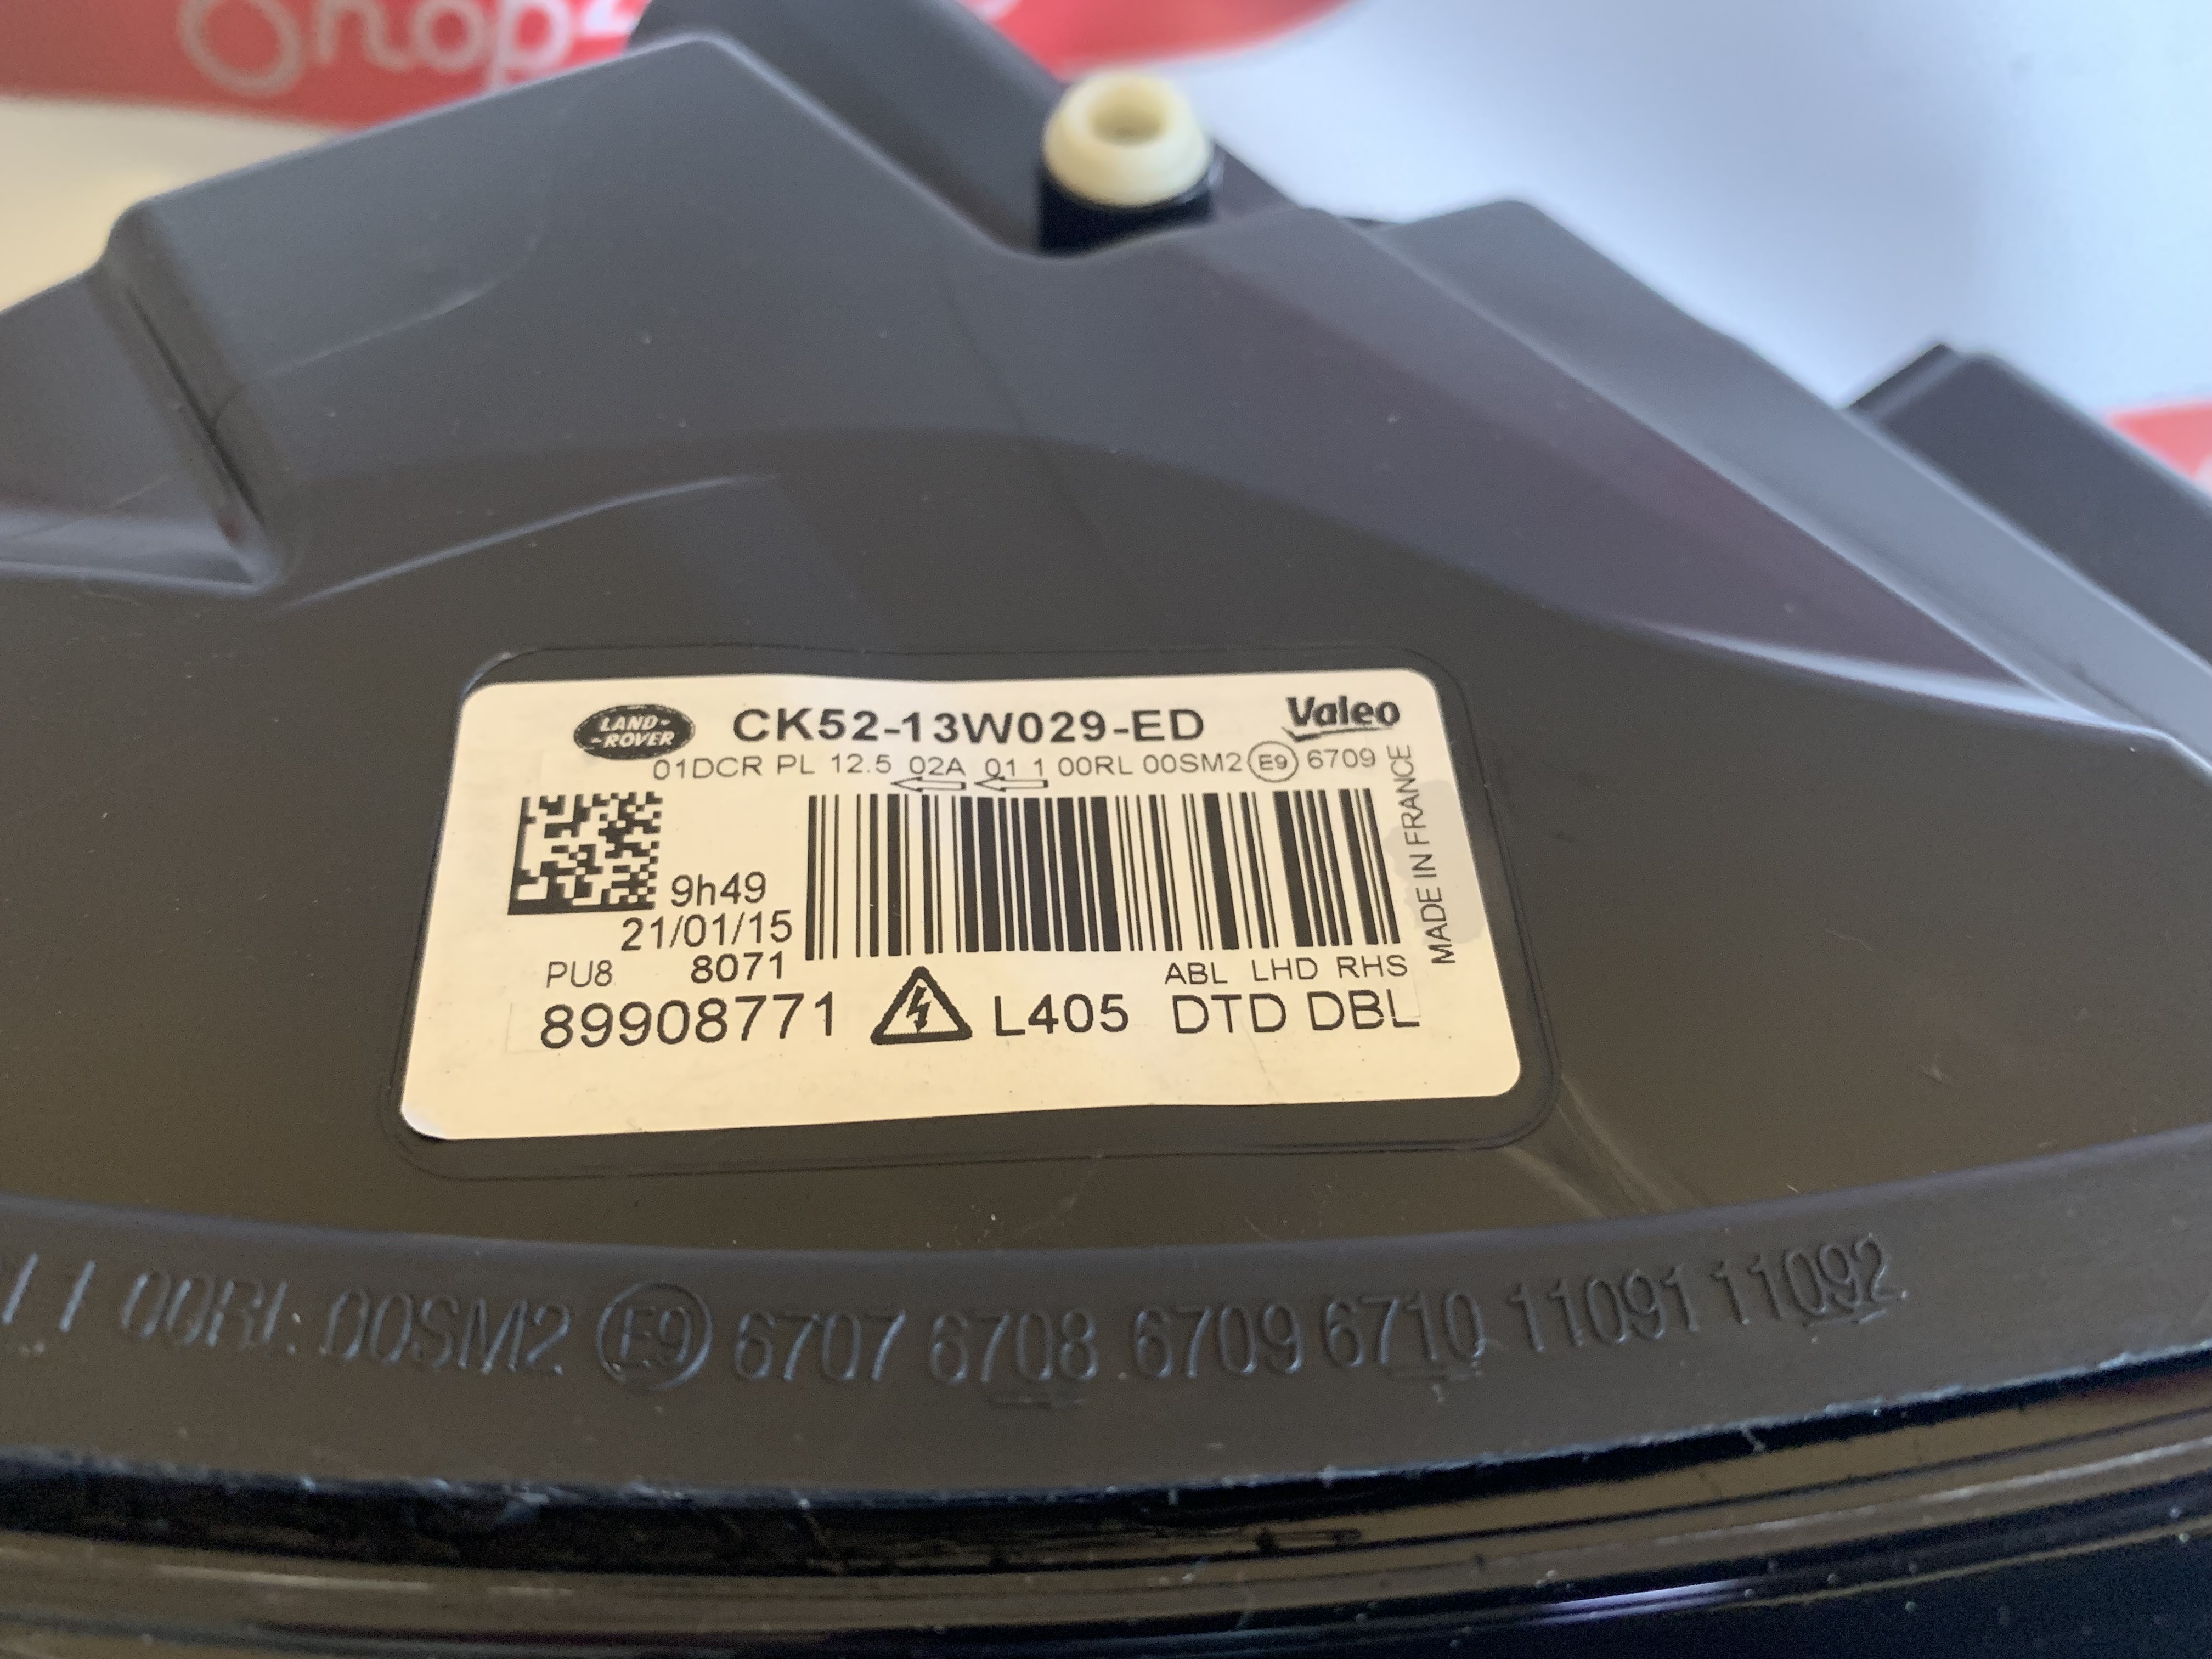 LAND-
-ROVER
CK52-13W029-ED
Valeo
01DCR PL 12.5 02A 01 1 00RL 00SM2 E9 6709
MADE IN FRANCE
9h49
21/01/15
PU8 8071
ABL LHD RHS
89908771 L405 DTD DBL
1 00RL 00SM2 E9 6707 6708 6709 6710 11091 11092